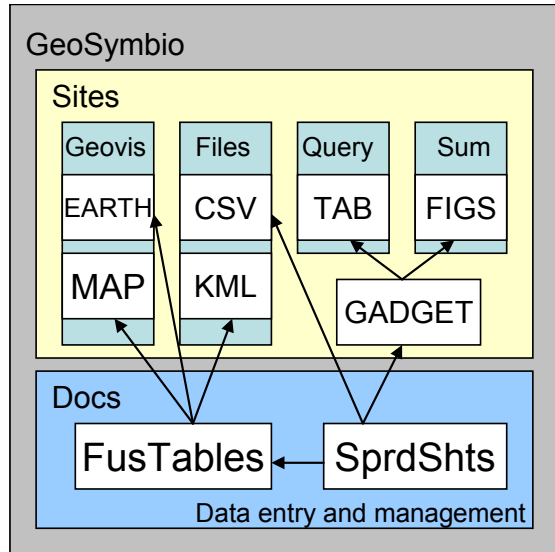 GeoSymbio
Sites
Geovis Files Query Sum
EARTH CSV TAB FIGS
MAP KML GADGET
Docs
FusTables SprdShts
Data entry and management